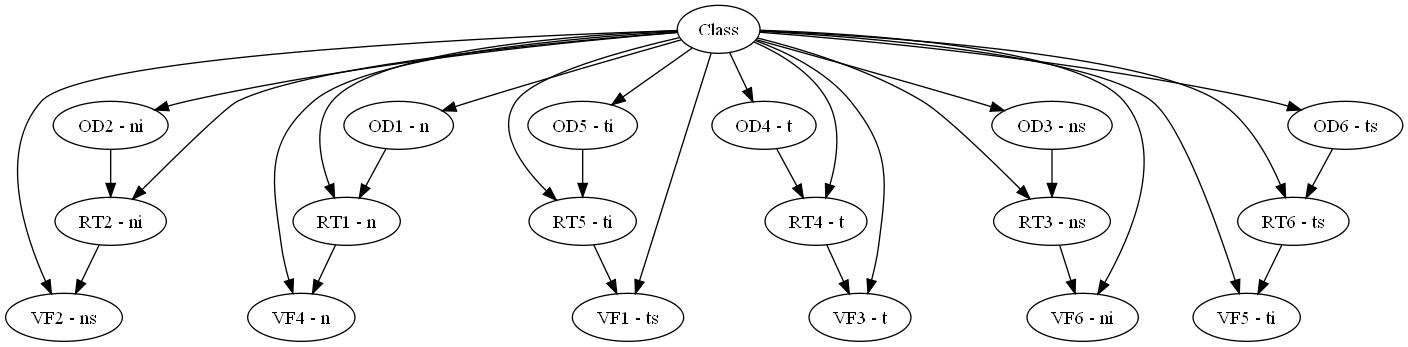 Class
OD2 - ni
OD1 - n
OD5 - ti
OD4 - t
OD3 - ns
OD6 - ts
RT2 - ni
RT1 - n
RT5 - ti
RT4 - t
RT3 - ns
RT6 - ts
VF2 - ns
VF4 - n
VF1 - ts
VF3 - t
VF6 - ni
VF5 - ti